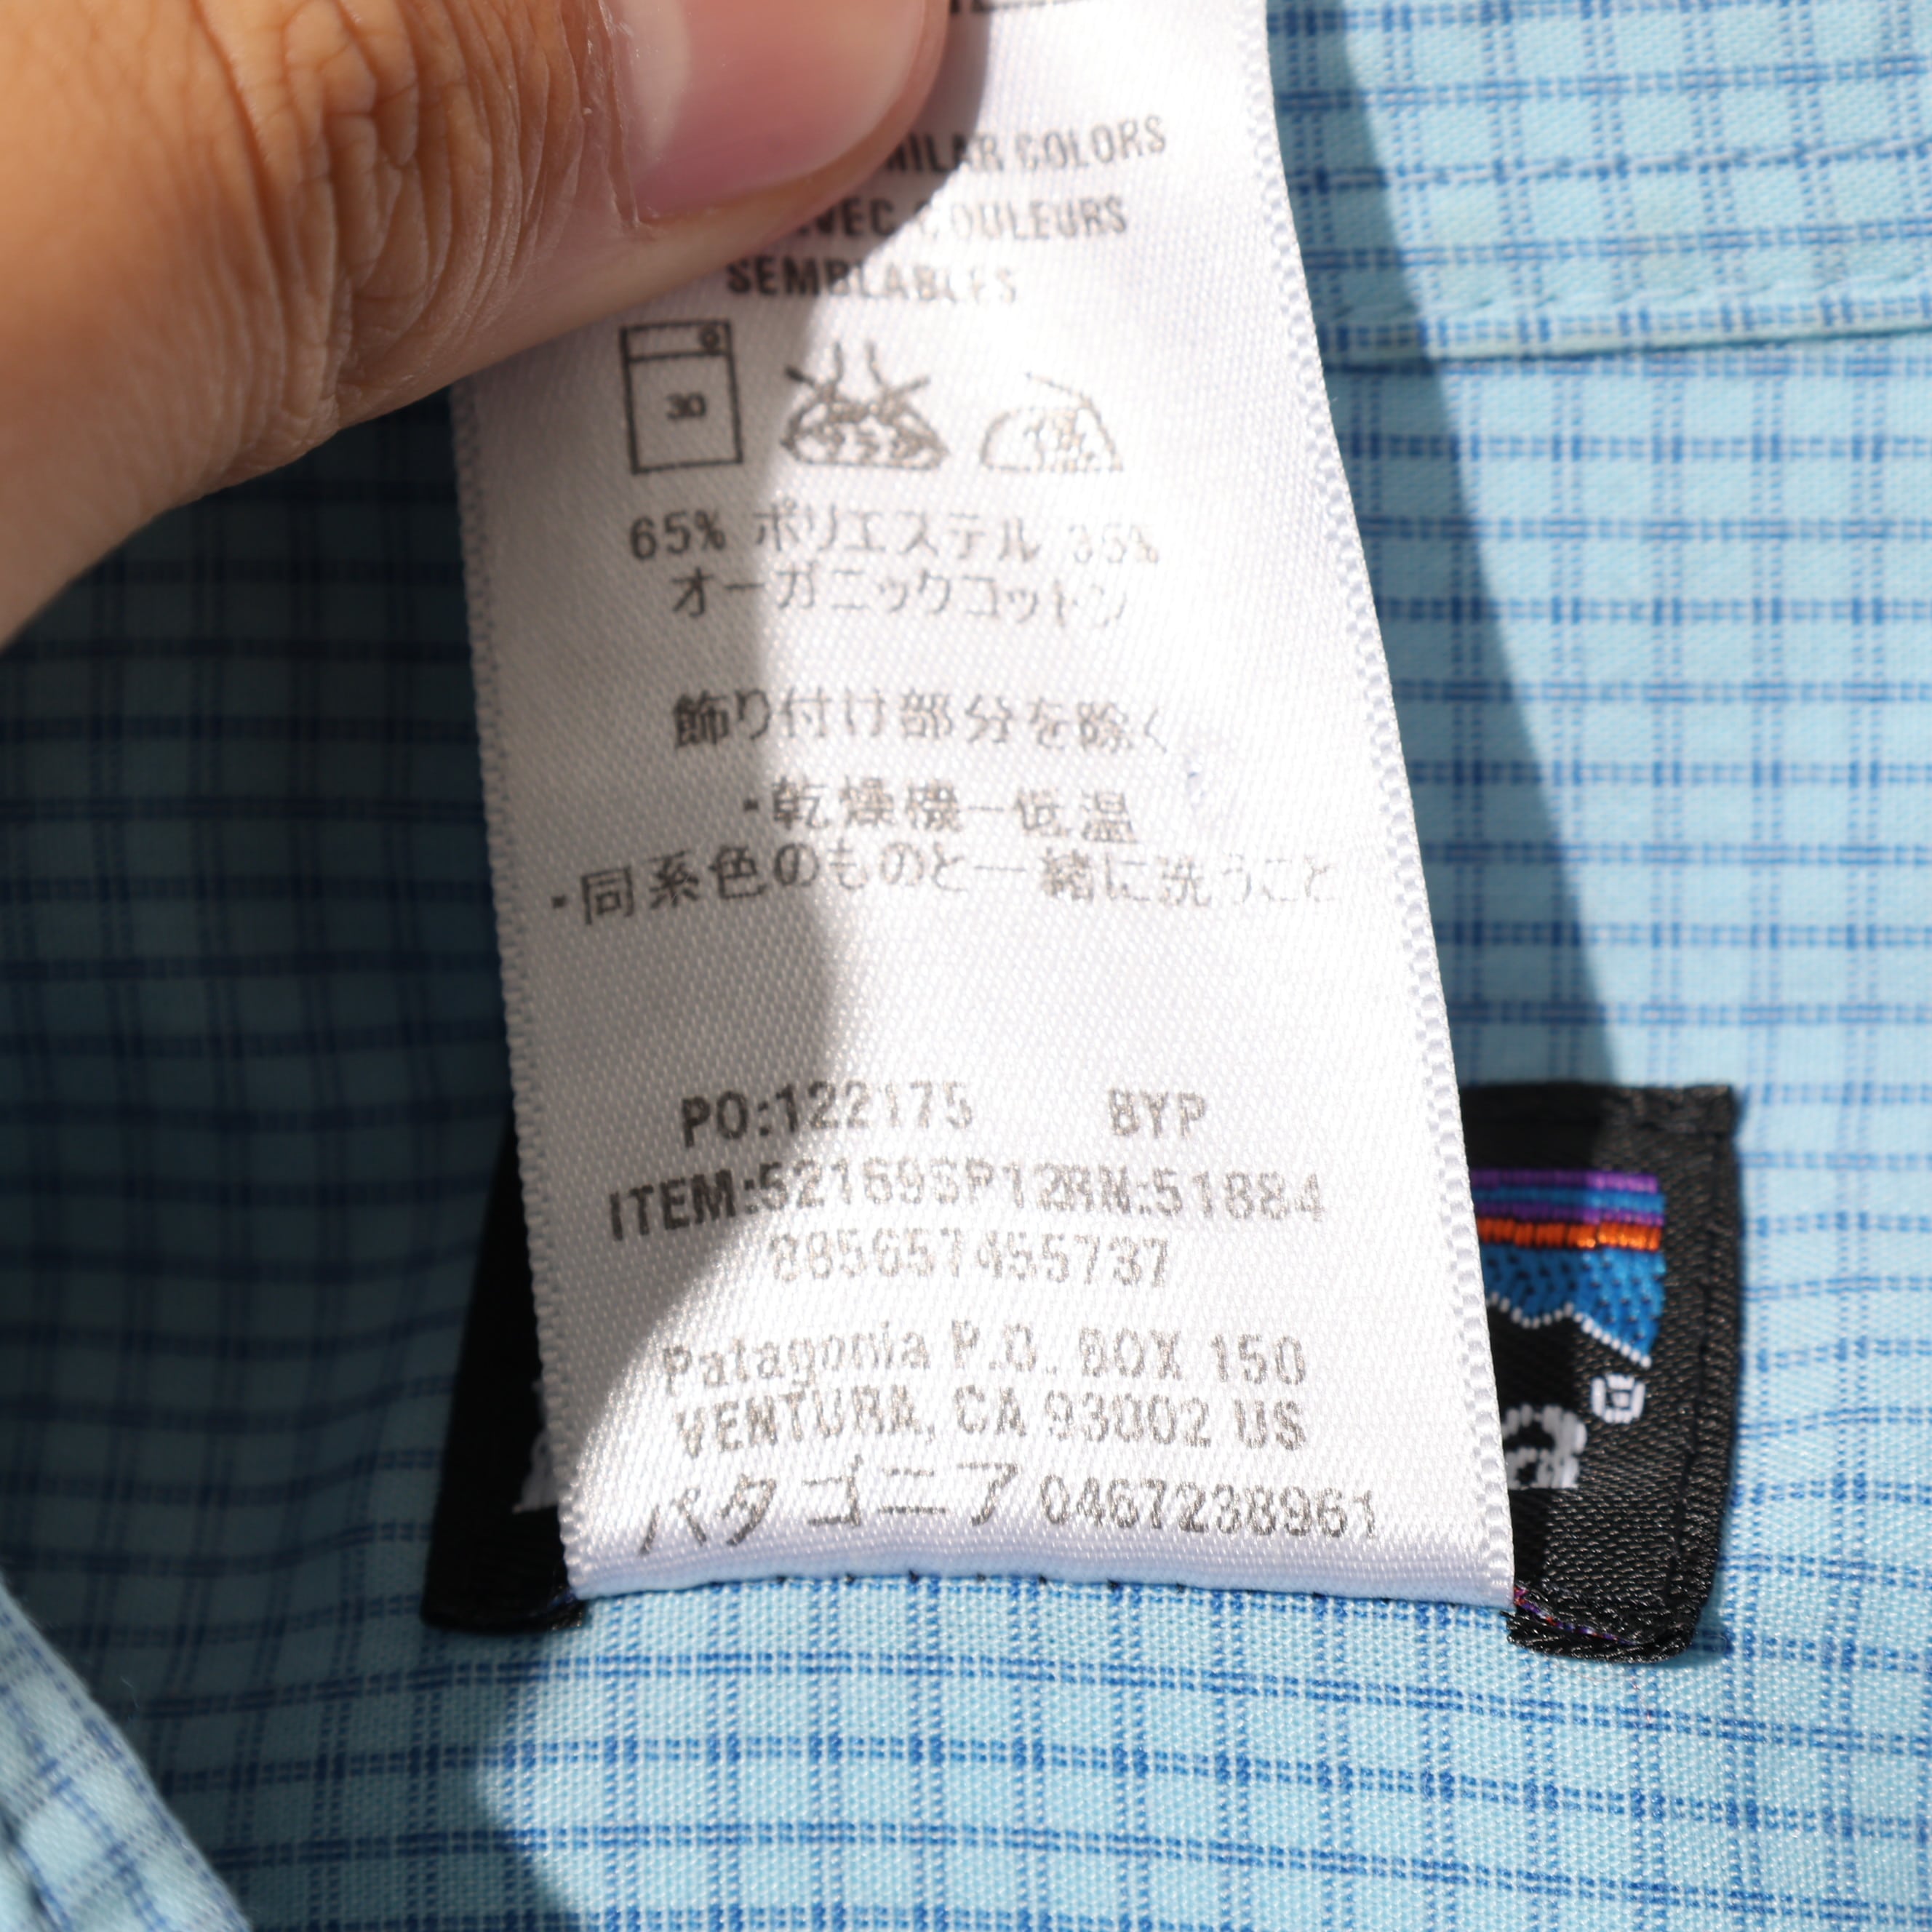 COLORS
AVEC COULEURS
SEMBLABLES
30
65% ポリエステル 35%
オーガニックコットン
飾り付け部分を除く
・乾燥機ー低温
・同系色のものと一緒に洗うこと
PO:122175 BYP
ITEM:52169SP12RN:51884
885657455737
Patagonia P.O. BOX 150
VENTURA, CA 93002 US
パタゴニア 0467238961
a®